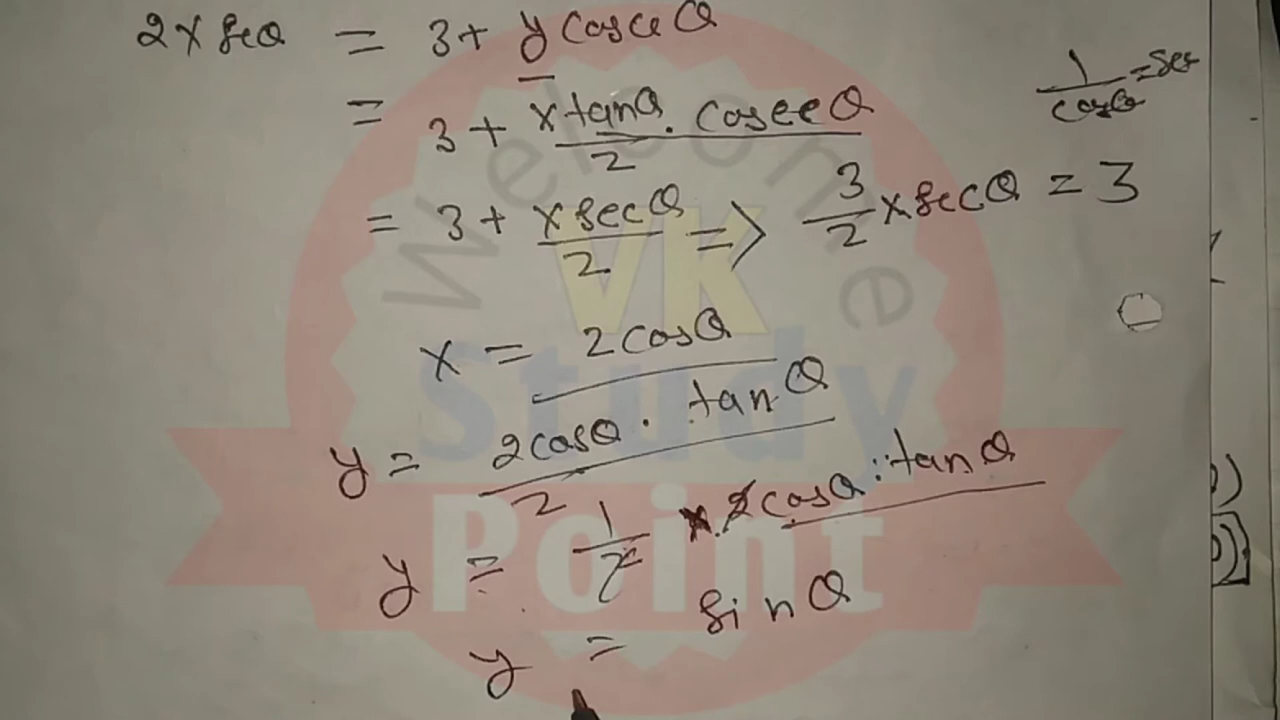 2x secθ = 3+ y cosecθ
1/cosθ = sec
= 3 + x tanθ/2 . cosecθ
= 3 + x secθ/2 => 3/2 x secθ = 3
x = 2cosθ
y = 2cosθ . tanθ/2
y = 1/2 x 2cosθ . tanθ
y = sinθ
Welcome
VK
Study
Point